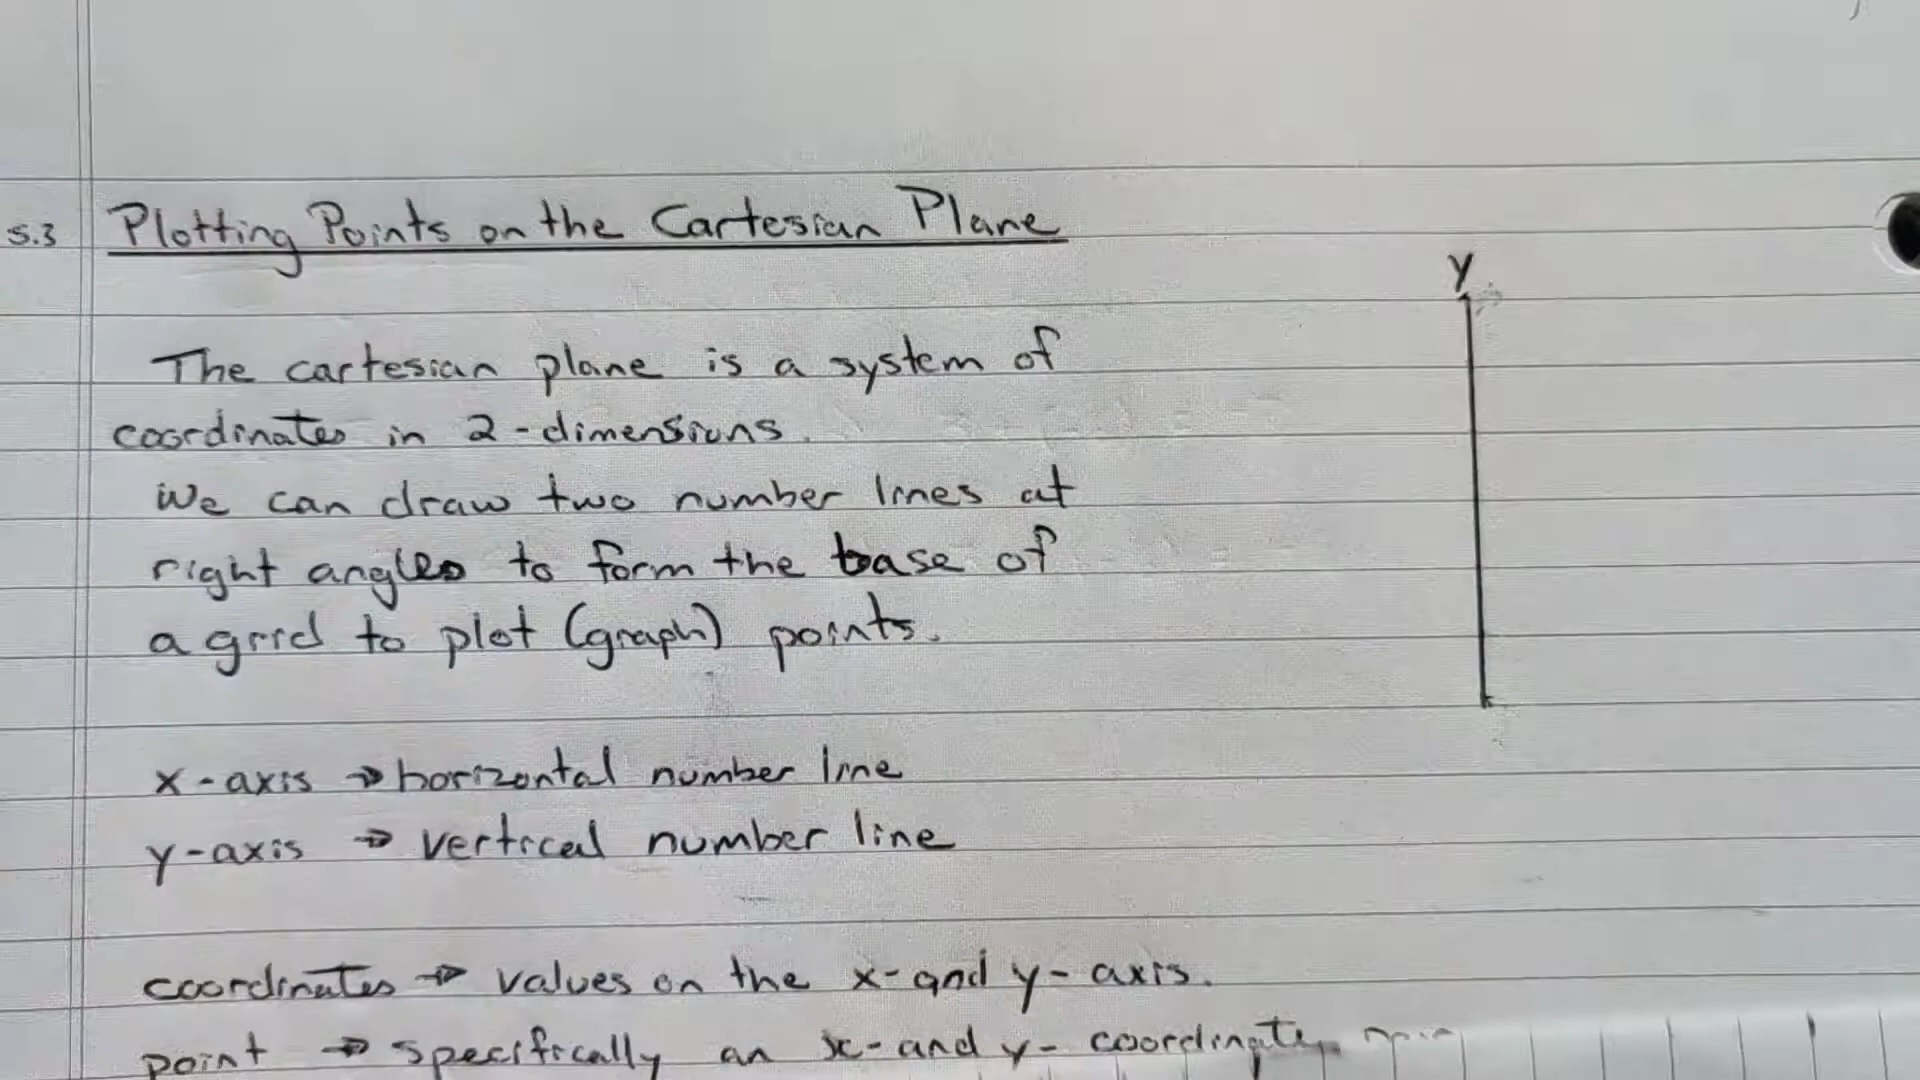 5.3 Plotting Points on the Cartesian Plane
y
The cartesian plane is a system of
coordinates in 2-dimensions.
We can draw two number lines at
right angles to form the base of
a grid to plot (graph) points.
x-axis → horizontal number line
y-axis → vertical number line
coordinates → values on the x- and y-axis.
point → specifically an x- and y- coordinate